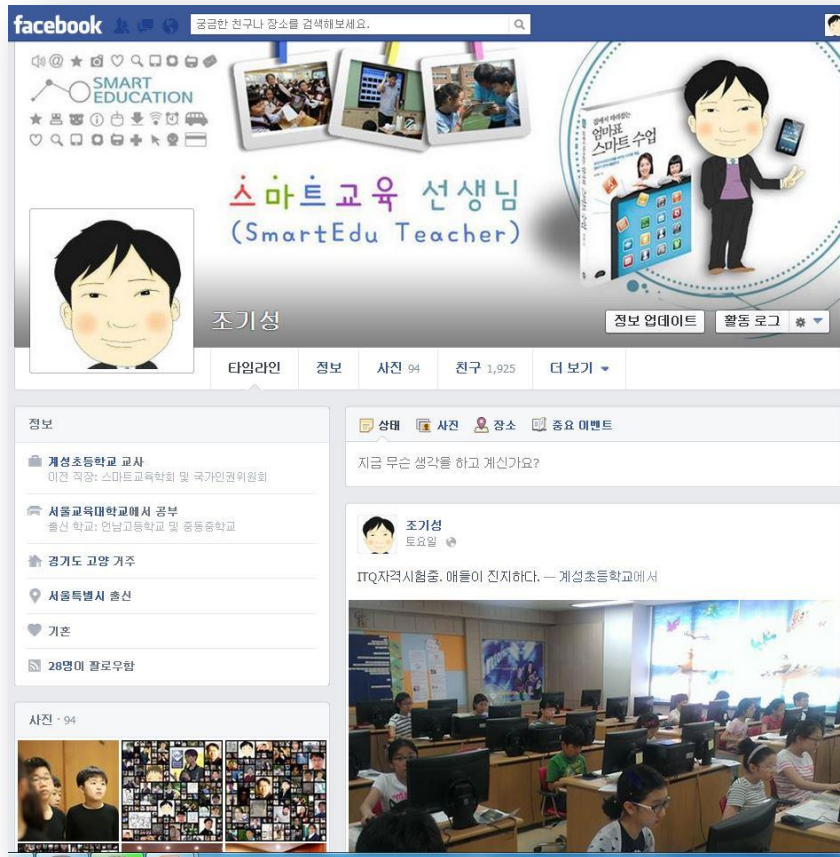 facebook
궁금한 친구나 장소를 검색해보세요.
SMART
EDUCATION
엄마표
스마트 수업
스마트교육 선생님
(SmartEdu Teacher)
조기성
정보 업데이트
활동 로그
타임라인
정보
사진 94
친구 1,925
더 보기
정보
계성초등학교 교사
이전 직장: 스마트교육학회 및 국가인권위원회
서울교육대학교에서 공부
출신 학교: 언남고등학교 및 중동중학교
경기도 고양 거주
서울특별시 출신
기혼
28명이 팔로우함
사진 · 94
상태
사진
장소
중요 이벤트
지금 무슨 생각을 하고 계신가요?
조기성
토요일
ITQ자격시험중. 애들이 진지하다. — 계성초등학교에서